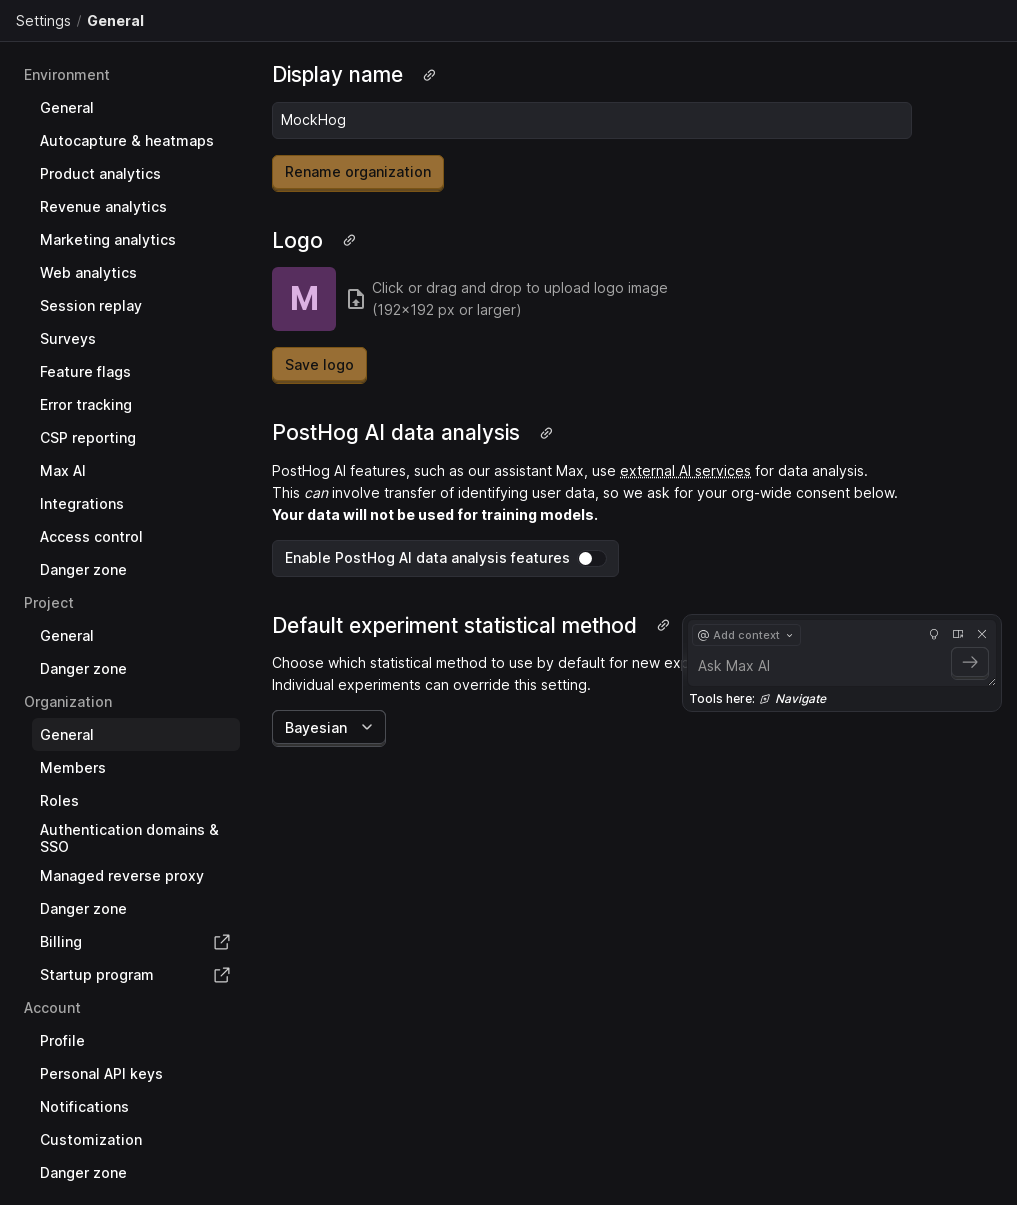 Settings / General
Environment
General
Autocapture & heatmaps
Product analytics
Revenue analytics
Marketing analytics
Web analytics
Session replay
Surveys
Feature flags
Error tracking
CSP reporting
Max AI
Integrations
Access control
Danger zone
Project
General
Danger zone
Organization
General
Members
Roles
Authentication domains &
SSO
Managed reverse proxy
Danger zone
Billing
Startup program
Account
Profile
Personal API keys
Notifications
Customization
Danger zone
Display name
MockHog
Rename organization
Logo
M
Click or drag and drop to upload logo image
(192×192 px or larger)
Save logo
PostHog AI data analysis
PostHog AI features, such as our assistant Max, use external AI services for data analysis.
This can involve transfer of identifying user data, so we ask for your org-wide consent below.
Your data will not be used for training models.
Enable PostHog AI data analysis features
Default experiment statistical method
Choose which statistical method to use by default for new
Individual experiments can override this setting.
Bayesian
@ Add context
Ask Max AI
Tools here: Navigate